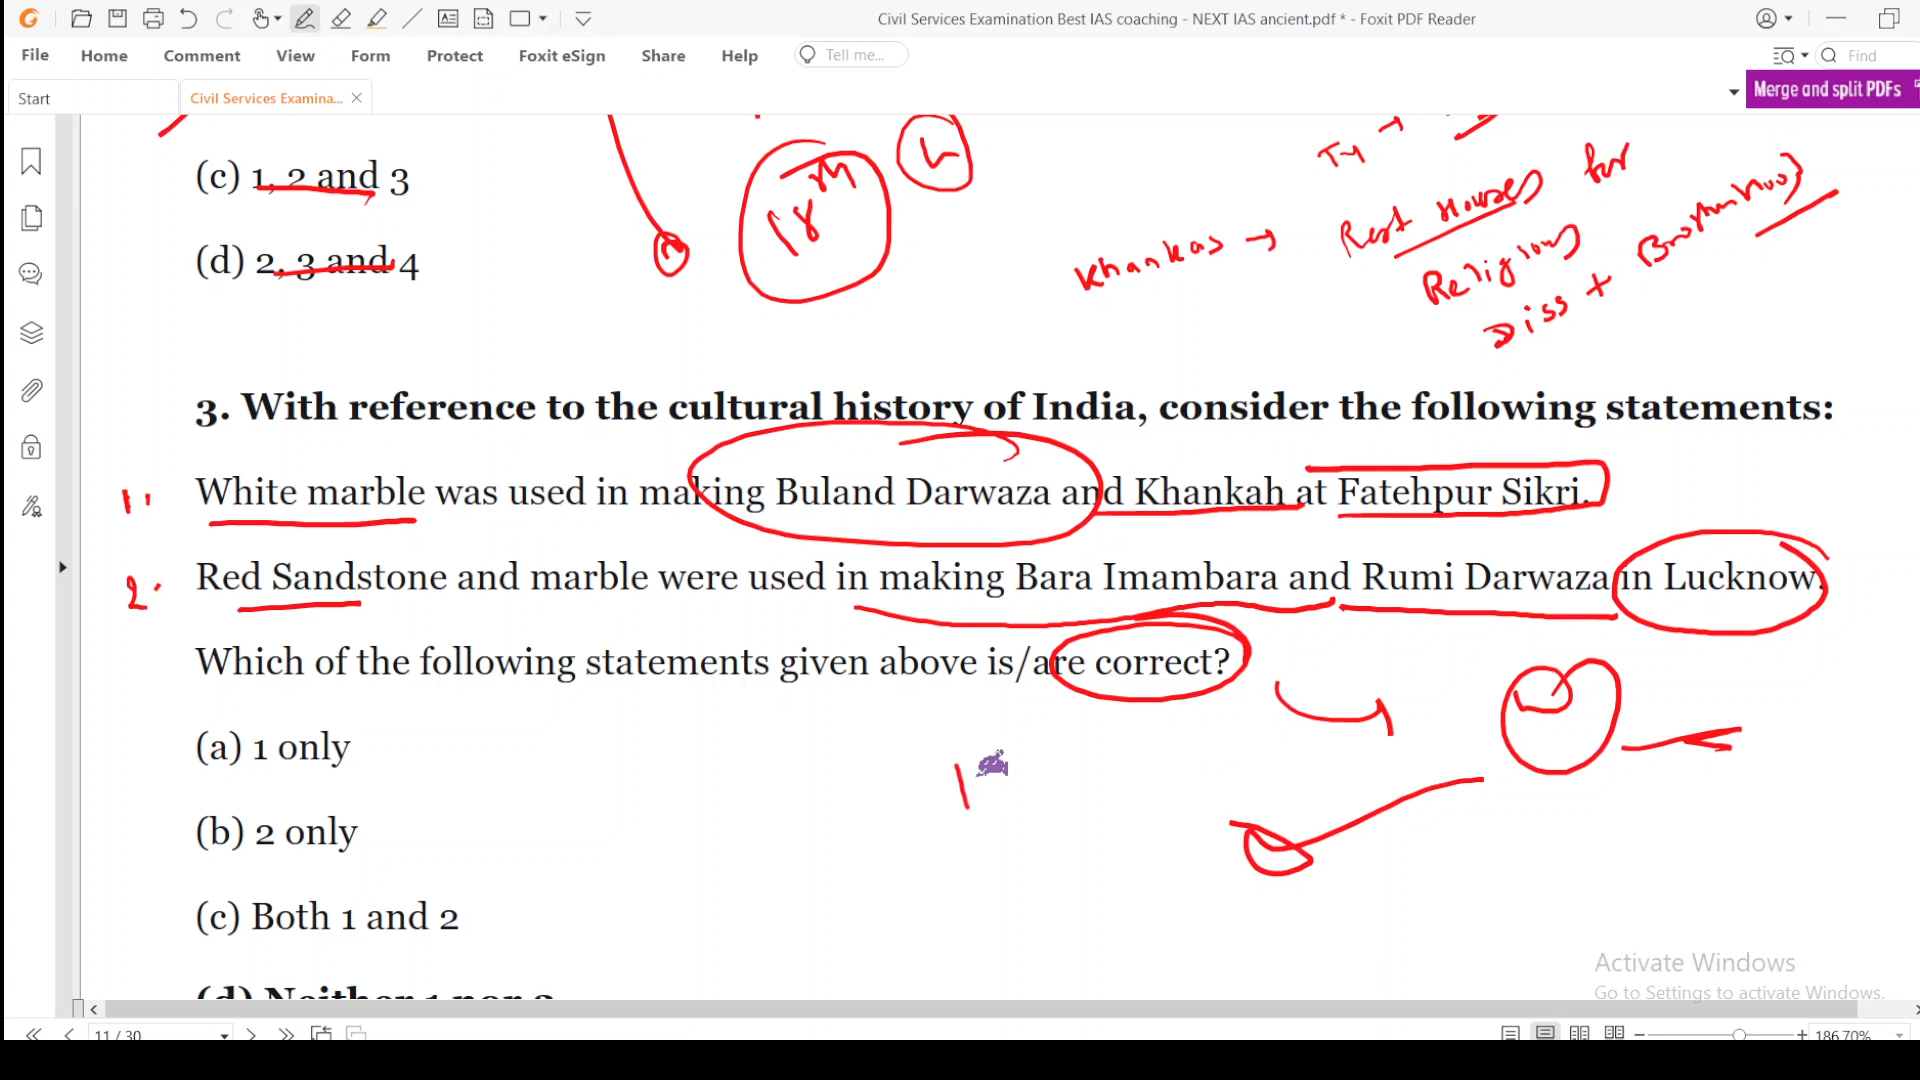 Civil Services Examination Best IAS coaching - NEXT IAS ancient.pdf * - Foxit PDF Reader
File Home Comment View Form Protect Foxit eSign Share Help Tell me... Find
Start Civil Services Examina... Merge and split PDFs
(c) 1, 2 and 3
(d) 2, 3 and 4
18 m
Khankas → Rest Houses for
Religious
Diss + Brotherhood
3. With reference to the cultural history of India, consider the following statements:
1. White marble was used in making Buland Darwaza and Khankah at Fatehpur Sikri.
2. Red Sandstone and marble were used in making Bara Imambara and Rumi Darwaza in Lucknow.
Which of the following statements given above is/are correct?
(a) 1 only
(b) 2 only
(c) Both 1 and 2
(d) Neither 1 nor 2
Activate Windows
Go to Settings to activate Windows.
11 / 30 186.70%